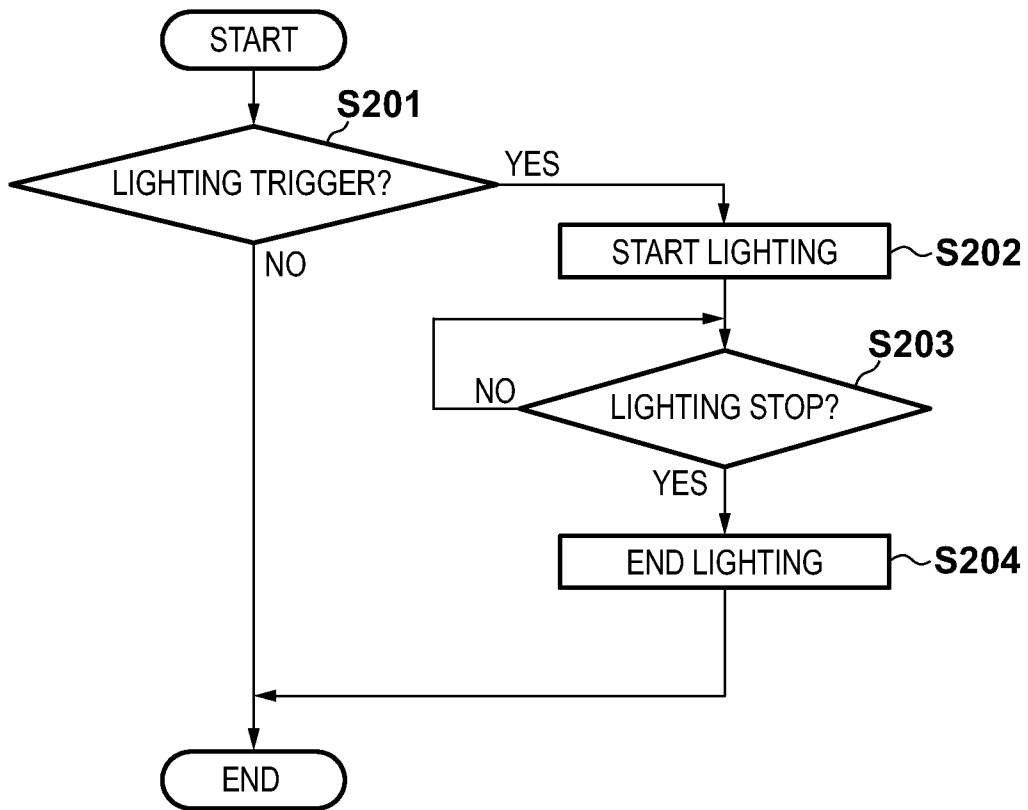 START
S201
LIGHTING TRIGGER?
YES
NO
START LIGHTING
S202
S203
NO
LIGHTING STOP?
YES
END LIGHTING
S204
END